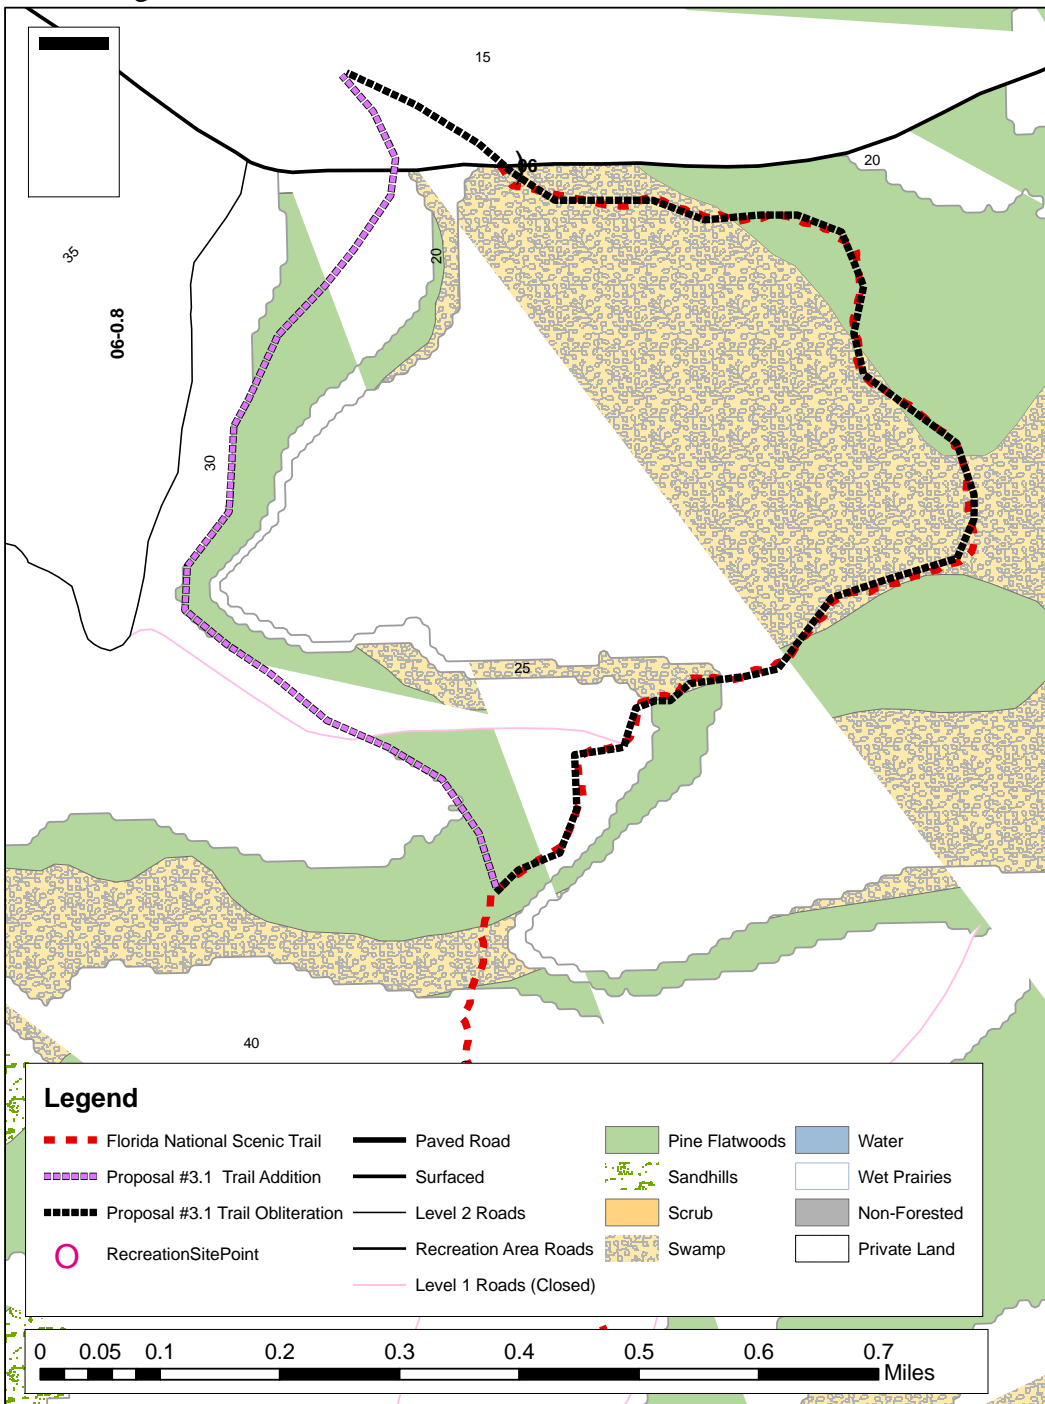 15
06
20
20
35
06-0.8
30
25
40
Legend
Florida National Scenic Trail
Proposal #3.1 Trail Addition
Proposal #3.1 Trail Obliteration
RecreationSitePoint
Paved Road
Surfaced
Level 2 Roads
Recreation Area Roads
Level 1 Roads (Closed)
Pine Flatwoods
Sandhills
Scrub
Swamp
Water
Wet Prairies
Non-Forested
Private Land
0 0.05 0.1 0.2 0.3 0.4 0.5 0.6 0.7
Miles